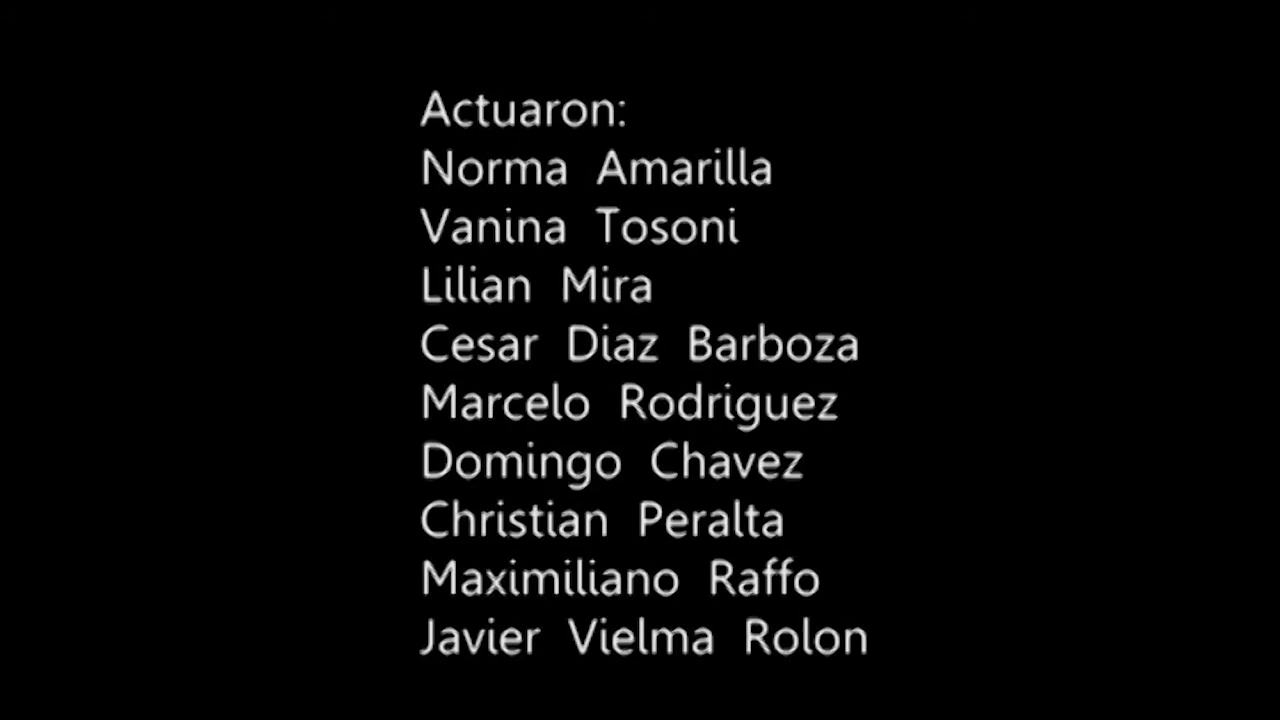 Actuaron:
Norma Amarilla
Vanina Tosoni
Lilian Mira
Cesar Diaz Barboza
Marcelo Rodriguez
Domingo Chavez
Christian Peralta
Maximiliano Raffo
Javier Vielma Rolon